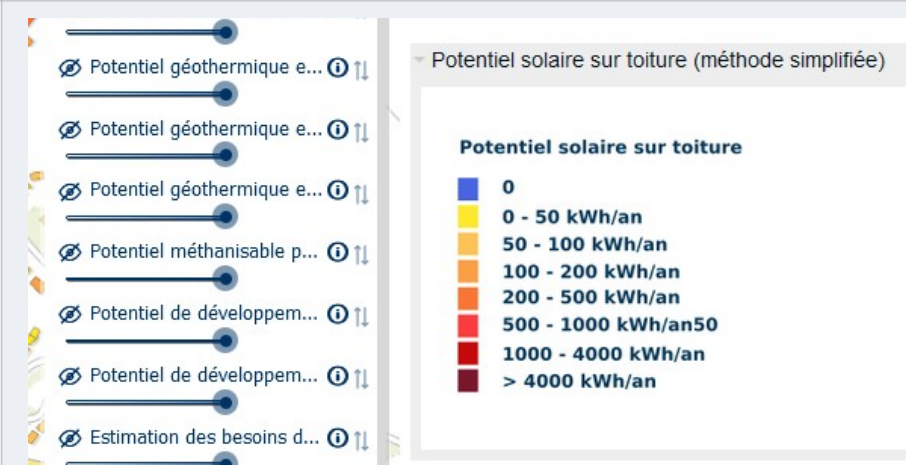 Potentiel géothermique e...
Potentiel géothermique e...
Potentiel géothermique e...
Potentiel méthanisable p...
Potentiel de développem...
Potentiel de développem...
Estimation des besoins d...
Potentiel solaire sur toiture (méthode simplifiée)
Potentiel solaire sur toiture
0
0 - 50 kWh/an
50 - 100 kWh/an
100 - 200 kWh/an
200 - 500 kWh/an
500 - 1000 kWh/an50
1000 - 4000 kWh/an
> 4000 kWh/an